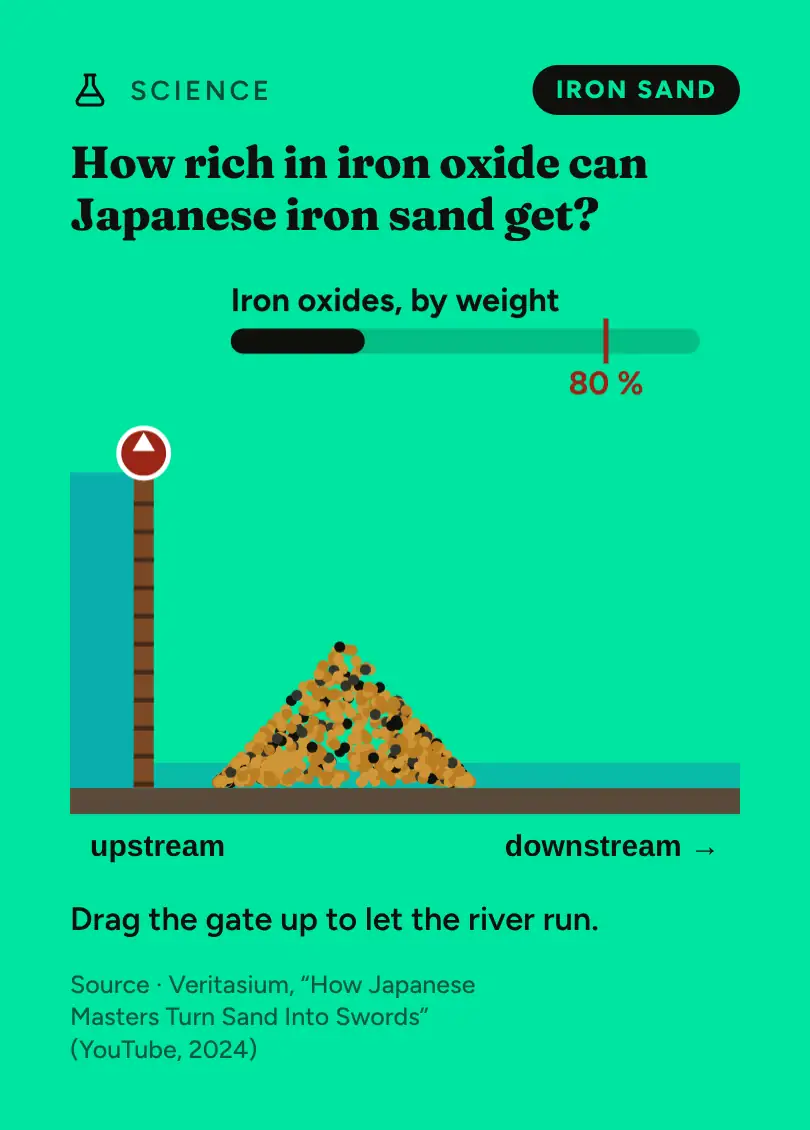 SCIENCE
IRON SAND
How rich in iron oxide can
Japanese iron sand get?
Iron oxides, by weight
80 %
upstream
downstream →
Drag the gate up to let the river run.
Source · Veritasium, “How Japanese
Masters Turn Sand Into Swords”
(YouTube, 2024)